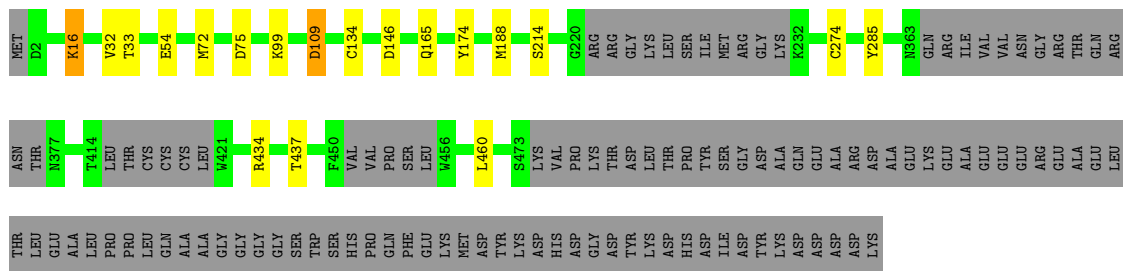 MET D2 K16 V32 T33 E54 M72 D75 K99 D109 C134 D146 Q165 Y174 M188 S214 G220 ARG ARG GLY LYS LEU SER ILE MET ARG GLY LYS K232 C274 Y285 N363 GLN ARG ILE VAL VAL ASN GLY ARG THR GLN ARG
ASN THR N377 T414 LEU THR CYS CYS CYS LEU W421 R434 T437 F450 VAL VAL PRO SER LEU W456 L460 S473 LYS VAL PRO LYS THR ASP LEU THR PRO TYR SER GLY ASP ALA GLN GLU ALA ARG ASP ALA GLU LYS GLU ALA GLU GLU GLU ARG GLU ALA GLU LEU
THR LEU GLU ALA LEU PRO PRO LEU GLN ALA ALA GLY GLY GLY GLY SER TRP SER HIS PRO GLN PHE GLU LYS MET ASP TYR LYS ASP HIS ASP GLY ASP TYR LYS ASP HIS ASP ILE ASP TYR LYS ASP ASP ASP ASP LYS